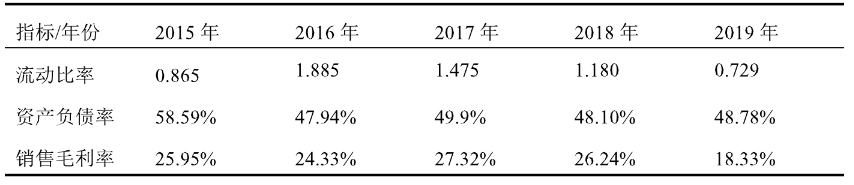 指标/年份 2015 年 2016 年 2017 年 2018 年 2019 年
流动比率 0.865 1.885 1.475 1.180 0.729
资产负债率 58.59% 47.94% 49.9% 48.10% 48.78%
销售毛利率 25.95% 24.33% 27.32% 26.24% 18.33%